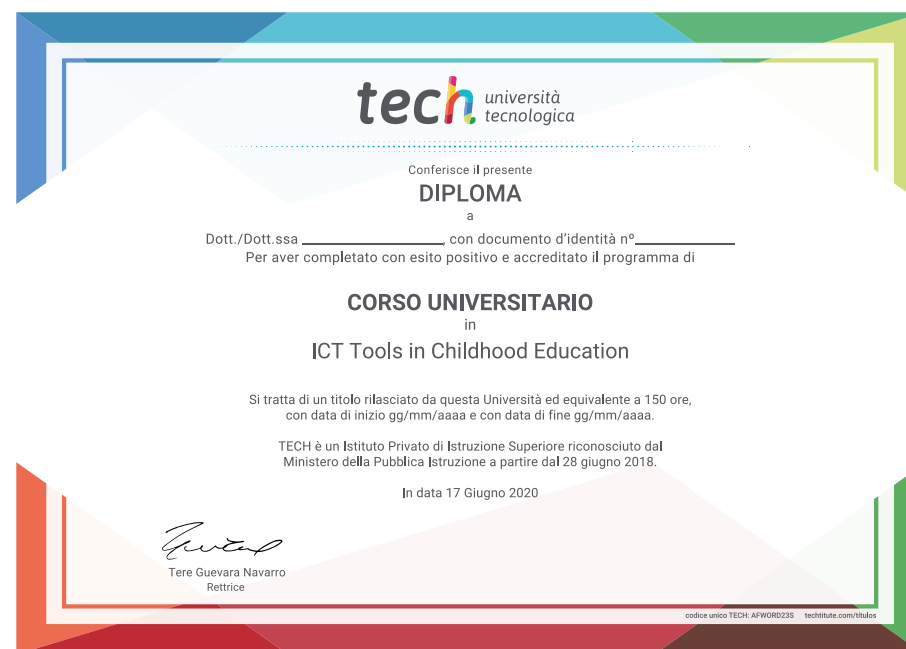 tech università
tecnologica
Conferisce il presente
DIPLOMA
a
Dott./Dott.ssa ____________________, con documento d'identità nº______________
Per aver completato con esito positivo e accreditato il programma di
CORSO UNIVERSITARIO
in
ICT Tools in Childhood Education
Si tratta di un titolo rilasciato da questa Università ed equivalente a 150 ore,
con data di inizio gg/mm/aaaa e con data di fine gg/mm/aaaa.
TECH è un Istituto Privato di Istruzione Superiore riconosciuto dal
Ministero della Pubblica Istruzione a partire dal 28 giugno 2018.
In data 17 Giugno 2020
Tere Guevara Navarro
Rettrice
codice unico TECH: AFWORD23S techtitute.com/titulos